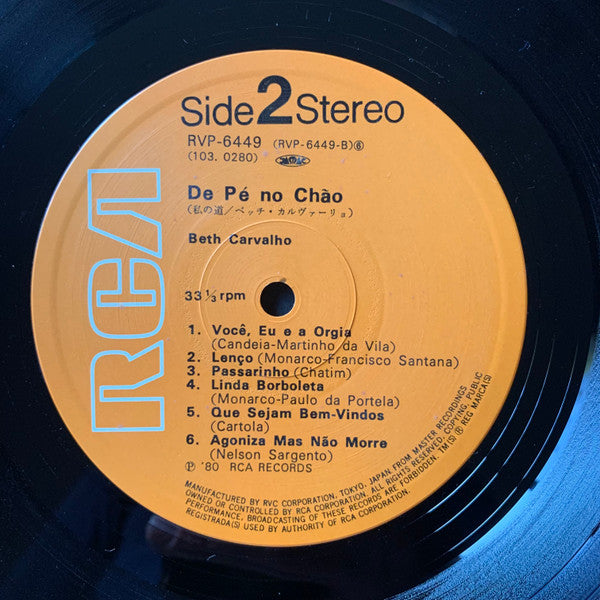 Side 2 Stereo
RVP-6449 (RVP-6449-B)⑥
(103. 0280)
De Pé no Chão
(私の道/ベッチ・カルヴァーリョ)
Beth Carvalho
RCA
33 1/3 rpm
1. Você, Eu e a Orgia
(Candeia-Martinho da Vila)
2. Lenço (Monarco-Francisco Santana)
3. Passarinho (Chatim)
4. Linda Borboleta
(Monarco-Paulo da Portela)
5. Que Sejam Bem-Vindos
(Cartola)
6. Agoniza Mas Não Morre
(Nelson Sargento)
Ⓟ '80 RCA RECORDS
MANUFACTURED BY RVC CORPORATION, TOKYO, JAPAN, FROM MASTER RECORDINGS
OWNED OR CONTROLLED BY RCA CORPORATION. ALL RIGHTS RESERVED. COPYING, PUBLIC
PERFORMANCE, BROADCASTING OF THESE RECORDS ARE FORBIDDEN. TM(S) ® REG MARCA(S)
REGISTRADA(S) USED BY AUTHORITY OF RCA CORPORATION.